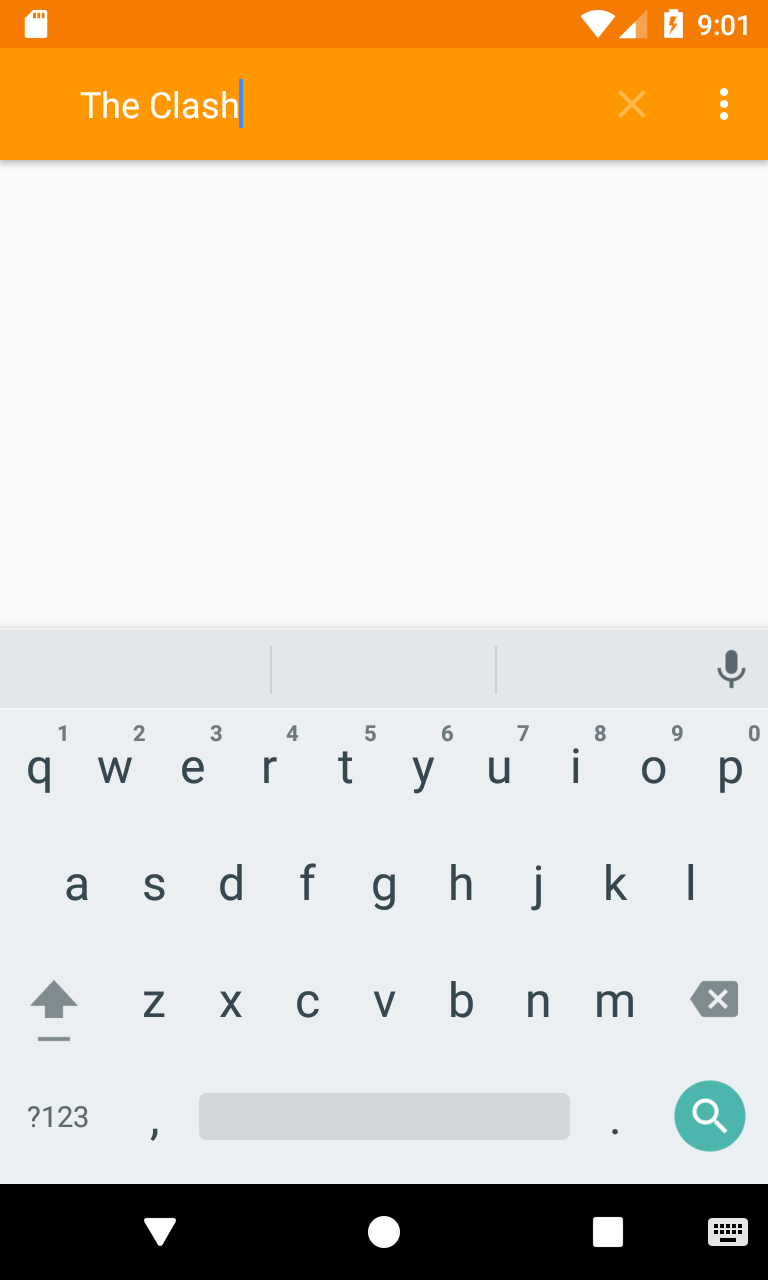 9:01
The Clash
1 2 3 4 5 6 7 8 9 0
q w e r t y u i o p
a s d f g h j k l
z x c v b n m
?123 , .